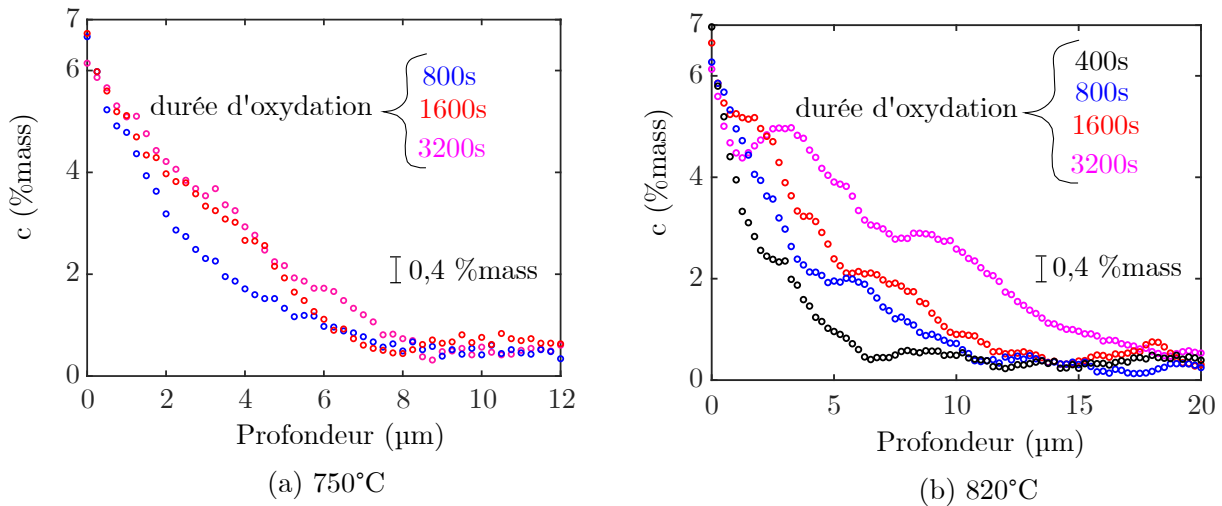 7
6
4
2
0
c (%mass)
durée d'oxydation
800s
1600s
3200s
0,4 %mass
0 2 4 6 8 10 12
Profondeur (µm)
(a) 750°C
7
6
4
2
0
c (%mass)
durée d'oxydation
400s
800s
1600s
3200s
0,4 %mass
0 5 10 15 20
Profondeur (µm)
(b) 820°C